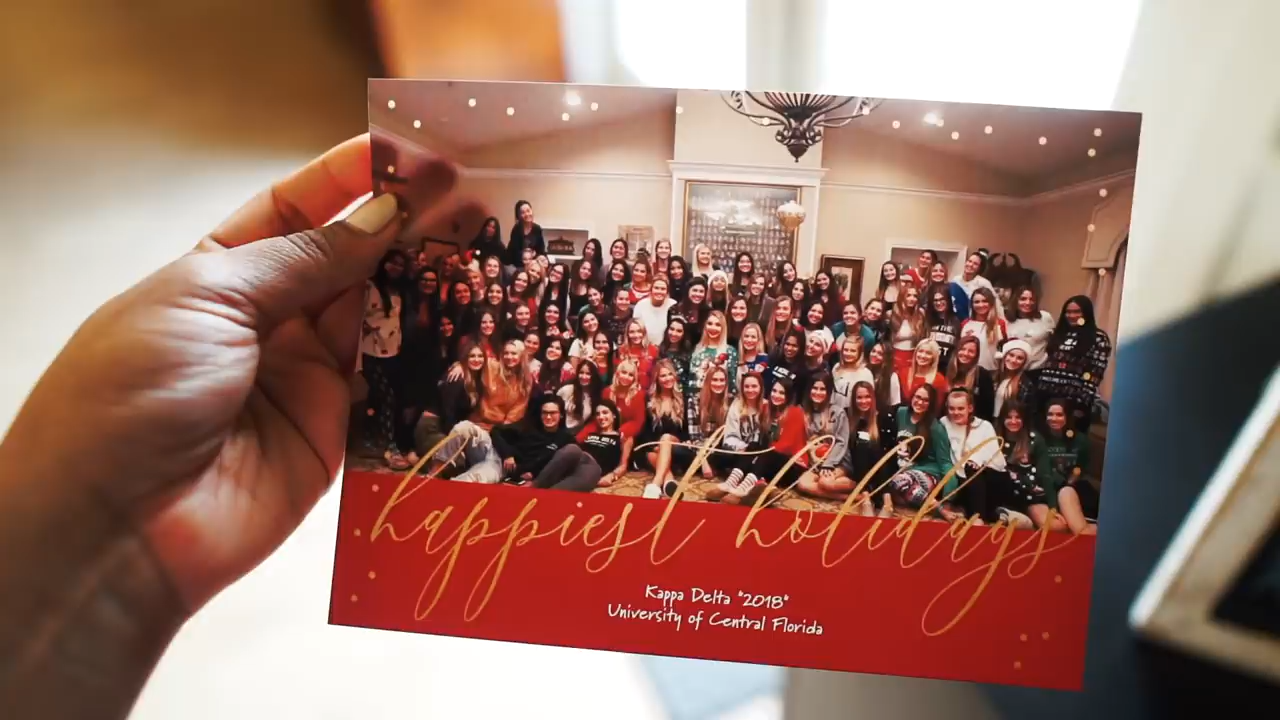 happiest holidays
Kappa Delta "2018"
University of Central Florida